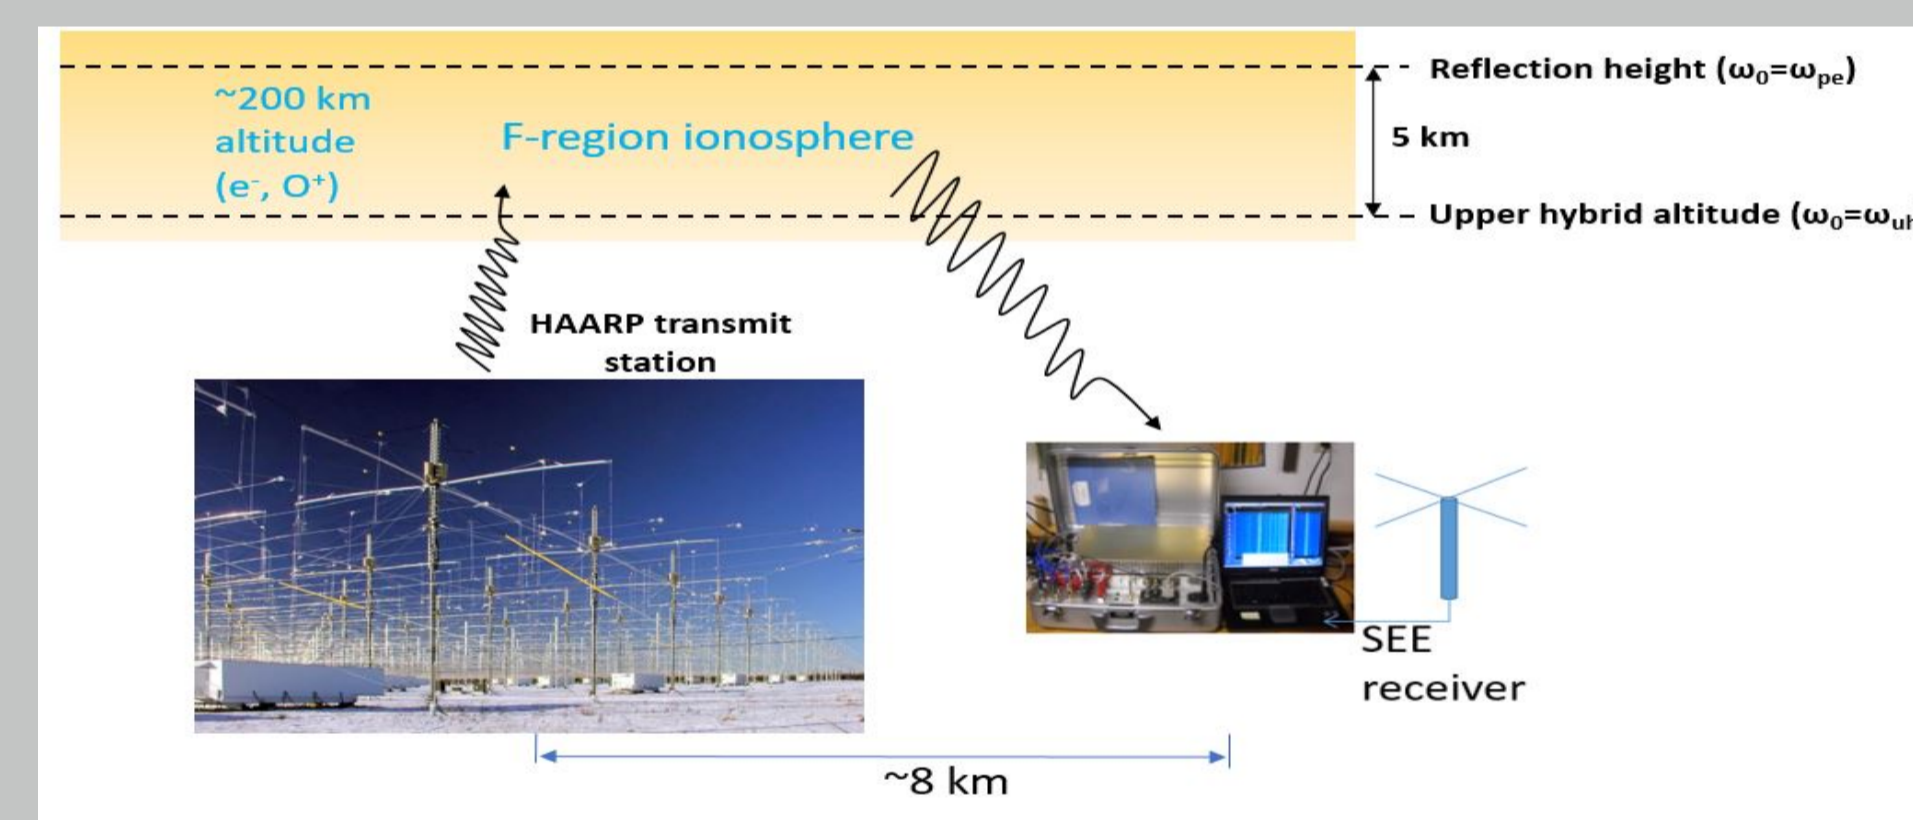 ~200 km
altitude
(e⁻, O⁺)
F-region ionosphere
Reflection height (ω₀=ωₚₑ)
5 km
Upper hybrid altitude (ω₀=ωᵤₕ
HAARP transmit
station
SEE
receiver
~8 km